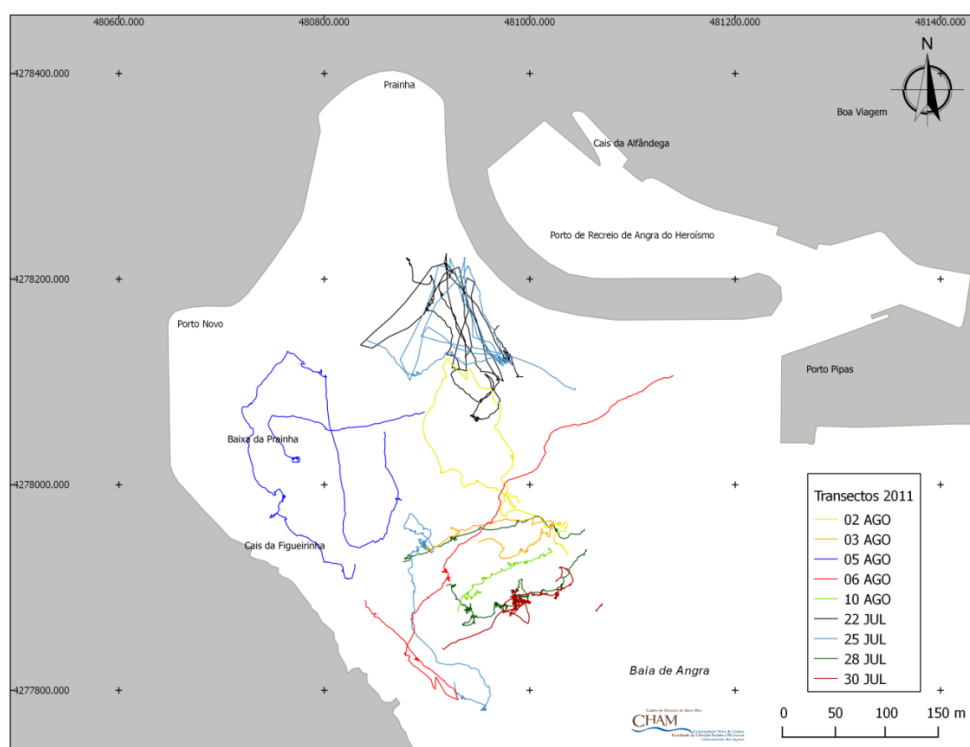 480600.000 480800.000 481000.000 481200.000 481400.000
N
4278400.000
Prainha
Boa Viagem
Cais da Alfândega
Porto de Recreio de Angra do Heroísmo
4278200.000
Porto Novo
Porto Pipas
Baixa da Prainha
4278000.000
Transectos 2011
02 AGO
03 AGO
05 AGO
06 AGO
10 AGO
22 JUL
25 JUL
28 JUL
30 JUL
Cais da Figueirinha
Baía de Angra
4277800.000
CHAM
0 50 100 150 m